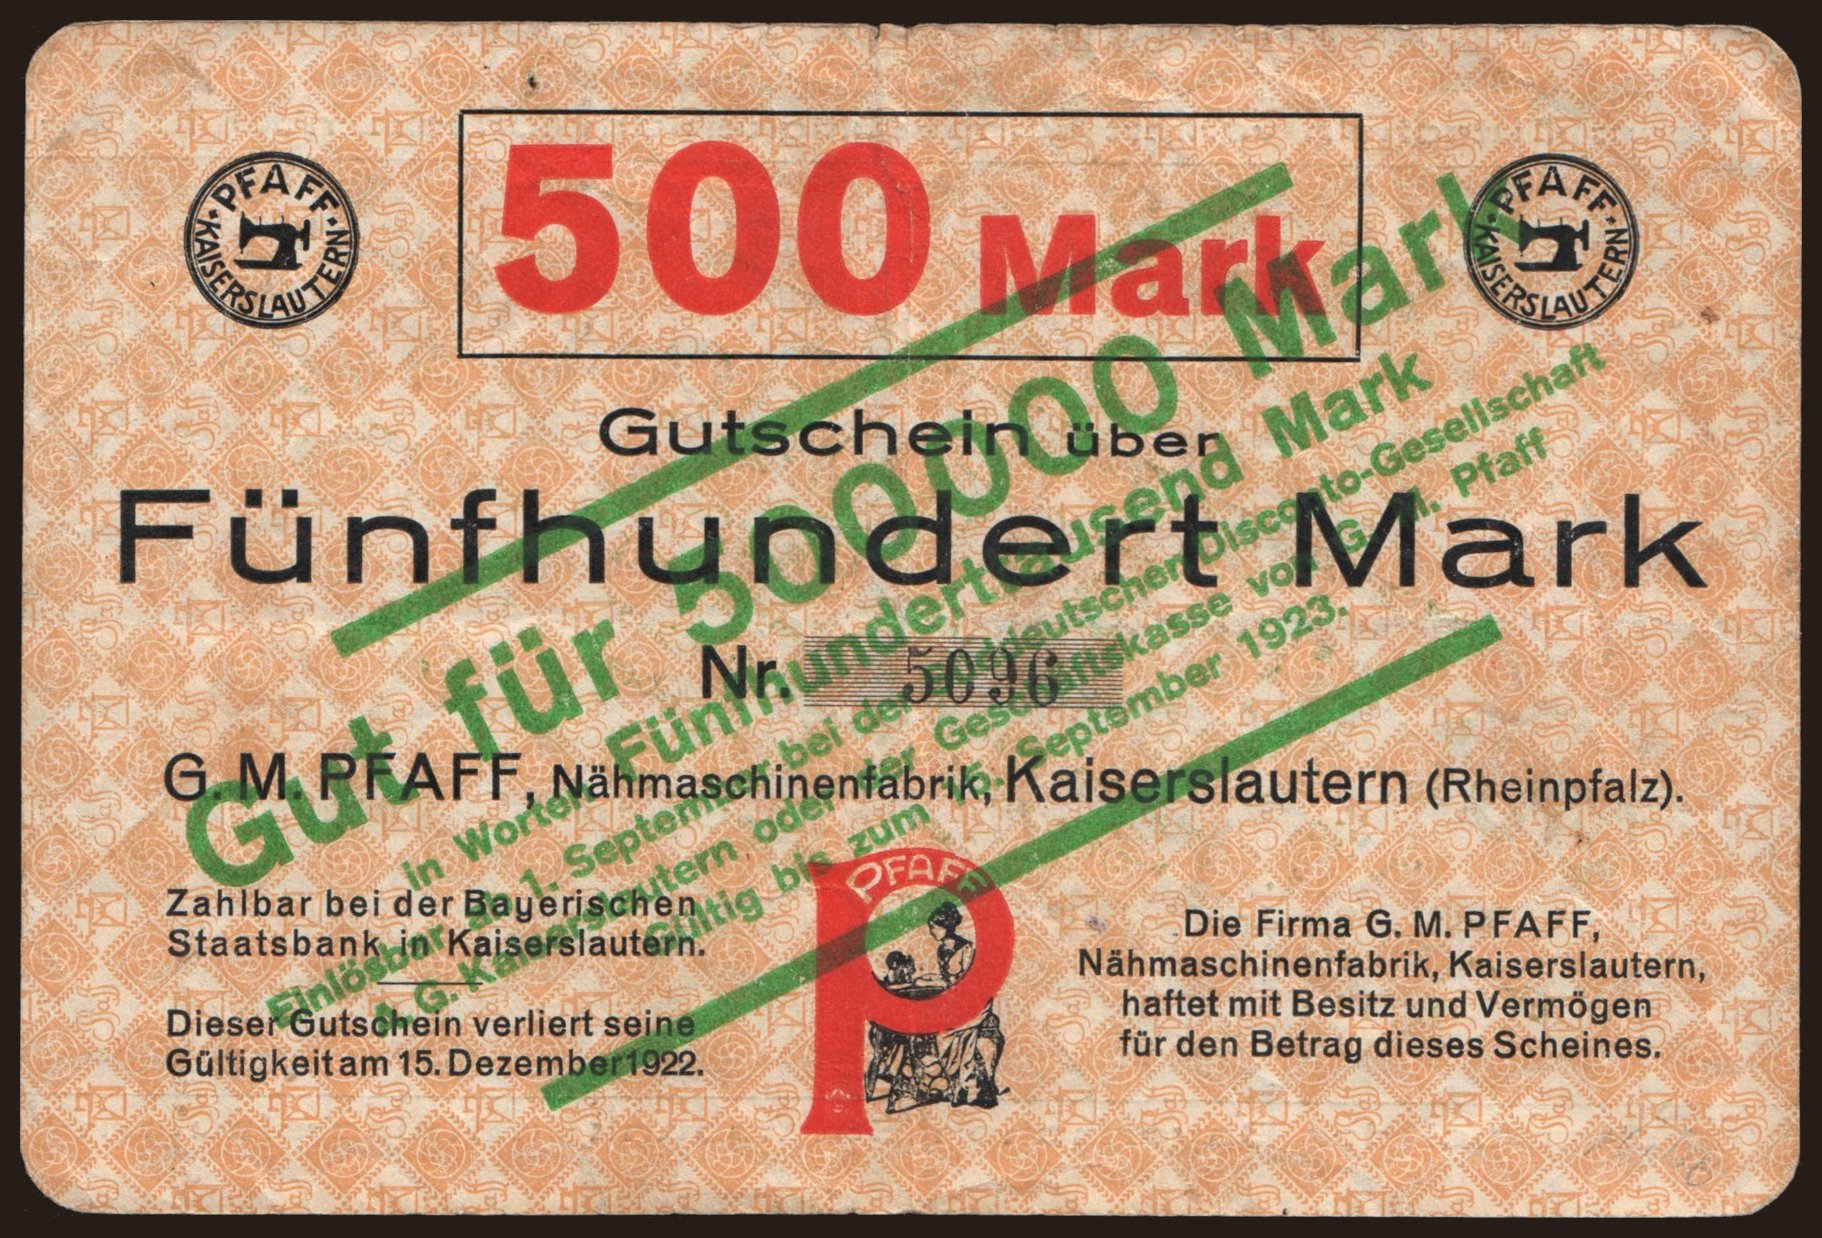 500 Mark
PFAFF
KAISERSLAUTERN
PFAFF
KAISERSLAUTERN
Gutschein über
Fünfhundert Mark
Nr. 5096
G. M. PFAFF, Nähmaschinenfabrik, Kaiserslautern (Rheinpfalz).
Zahlbar bei der Bayerischen
Staatsbank in Kaiserslautern.
Dieser Gutschein verliert seine
Gültigkeit am 15. Dezember 1922.
PFAFF
Die Firma G. M. PFAFF,
Nähmaschinenfabrik, Kaiserslautern,
haftet mit Besitz und Vermögen
für den Betrag dieses Scheines.
Gut für 500000 Mark
in Worten Fünfhunderttausend Mark
Einlösbar ab 1. September bei der Süddeutschen Disconto-Gesellschaft
A. G. Kaiserslautern oder der Geschäftskasse von G. M. Pfaff
Gültig bis zum 15. September 1923.